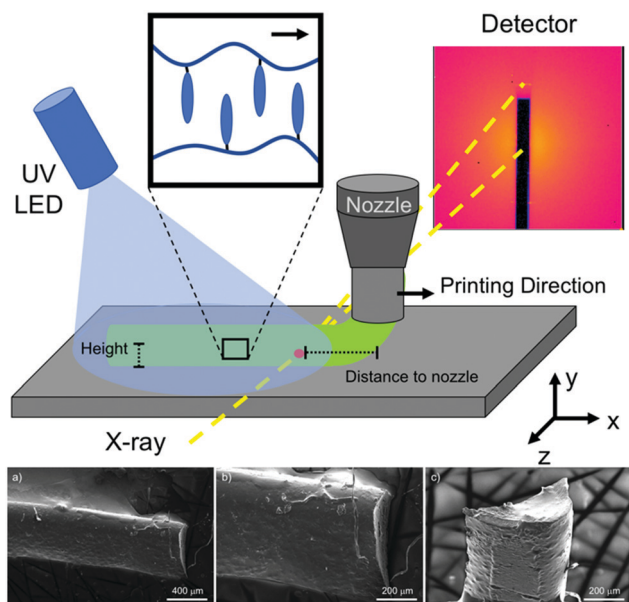 Detector
UV
LED
Nozzle
Printing Direction
Height
Distance to nozzle
X-ray
y
x
z
a)
b)
c)
400 µm
200 µm
200 µm